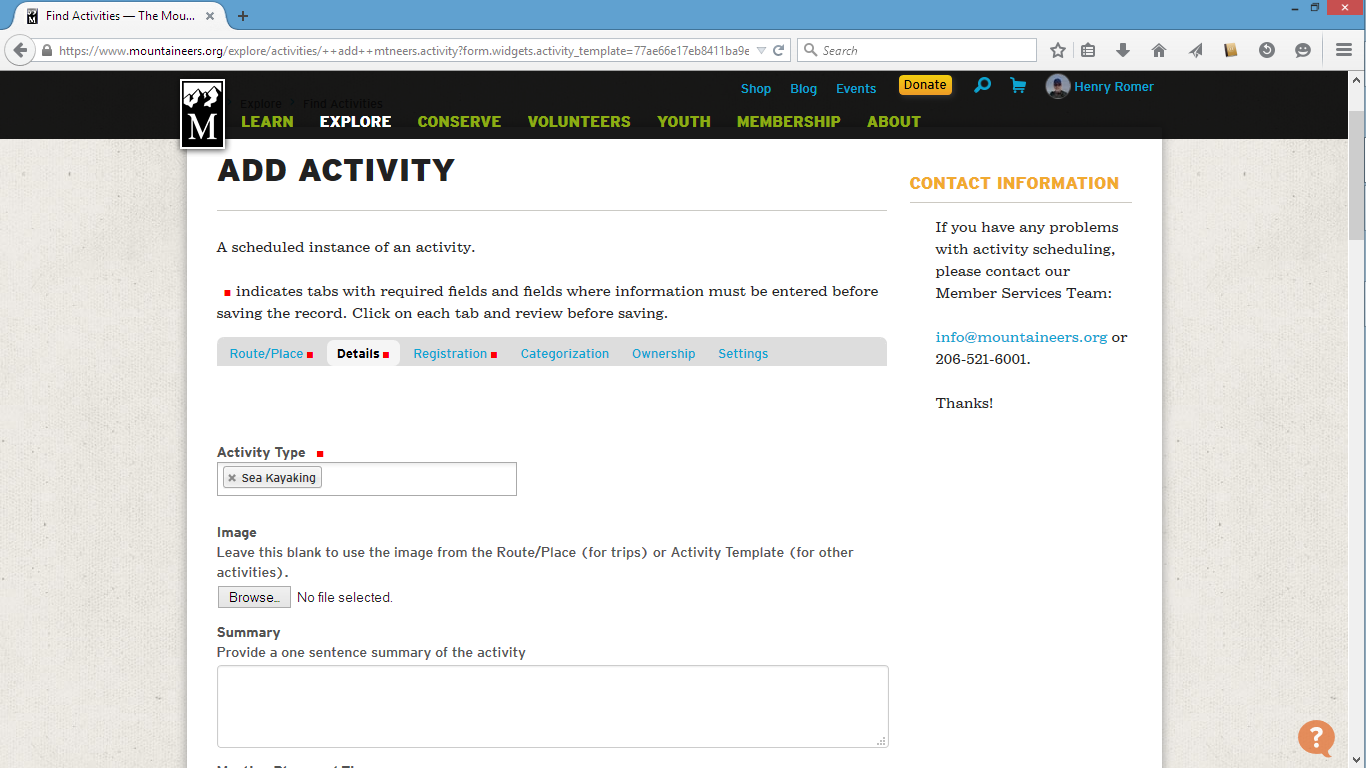 Find Activities — The Mou...
https://www.mountaineers.org/explore/activities/++add++mtneers.activity?form.widgets.activity_template=77ae66e17eb8411ba9e
Search
Shop
Blog
Events
Donate
Henry Romer
Explore
Find Activities
M
LEARN
EXPLORE
CONSERVE
VOLUNTEERS
YOUTH
MEMBERSHIP
ABOUT
ADD ACTIVITY
A scheduled instance of an activity.
indicates tabs with required fields and fields where information must be entered before
saving the record. Click on each tab and review before saving.
Route/Place
Details
Registration
Categorization
Ownership
Settings
Activity Type
Sea Kayaking
Image
Leave this blank to use the image from the Route/Place (for trips) or Activity Template (for other
activities).
Browse...
No file selected.
Summary
Provide a one sentence summary of the activity
CONTACT INFORMATION
If you have any problems
with activity scheduling,
please contact our
Member Services Team:
info@mountaineers.org or
206-521-6001.
Thanks!
?